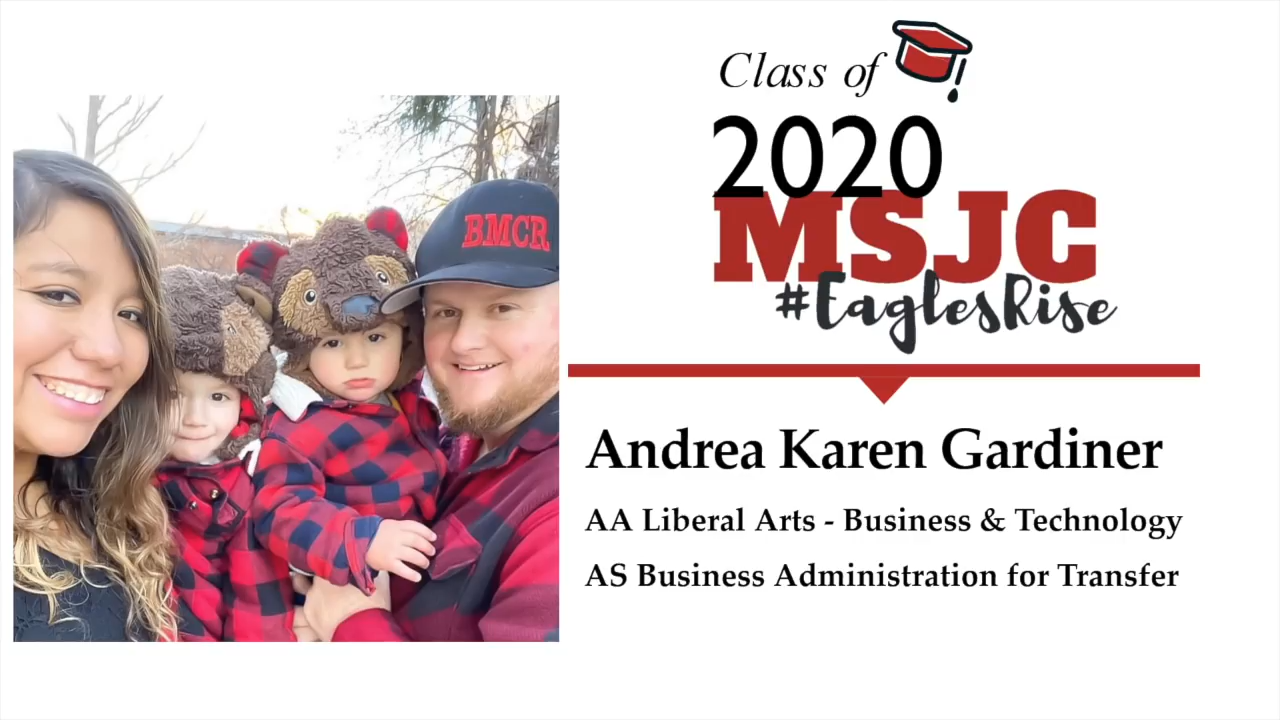 Class of
2020
MSJC
#EaglesRise
BMCR
Andrea Karen Gardiner
AA Liberal Arts - Business & Technology
AS Business Administration for Transfer